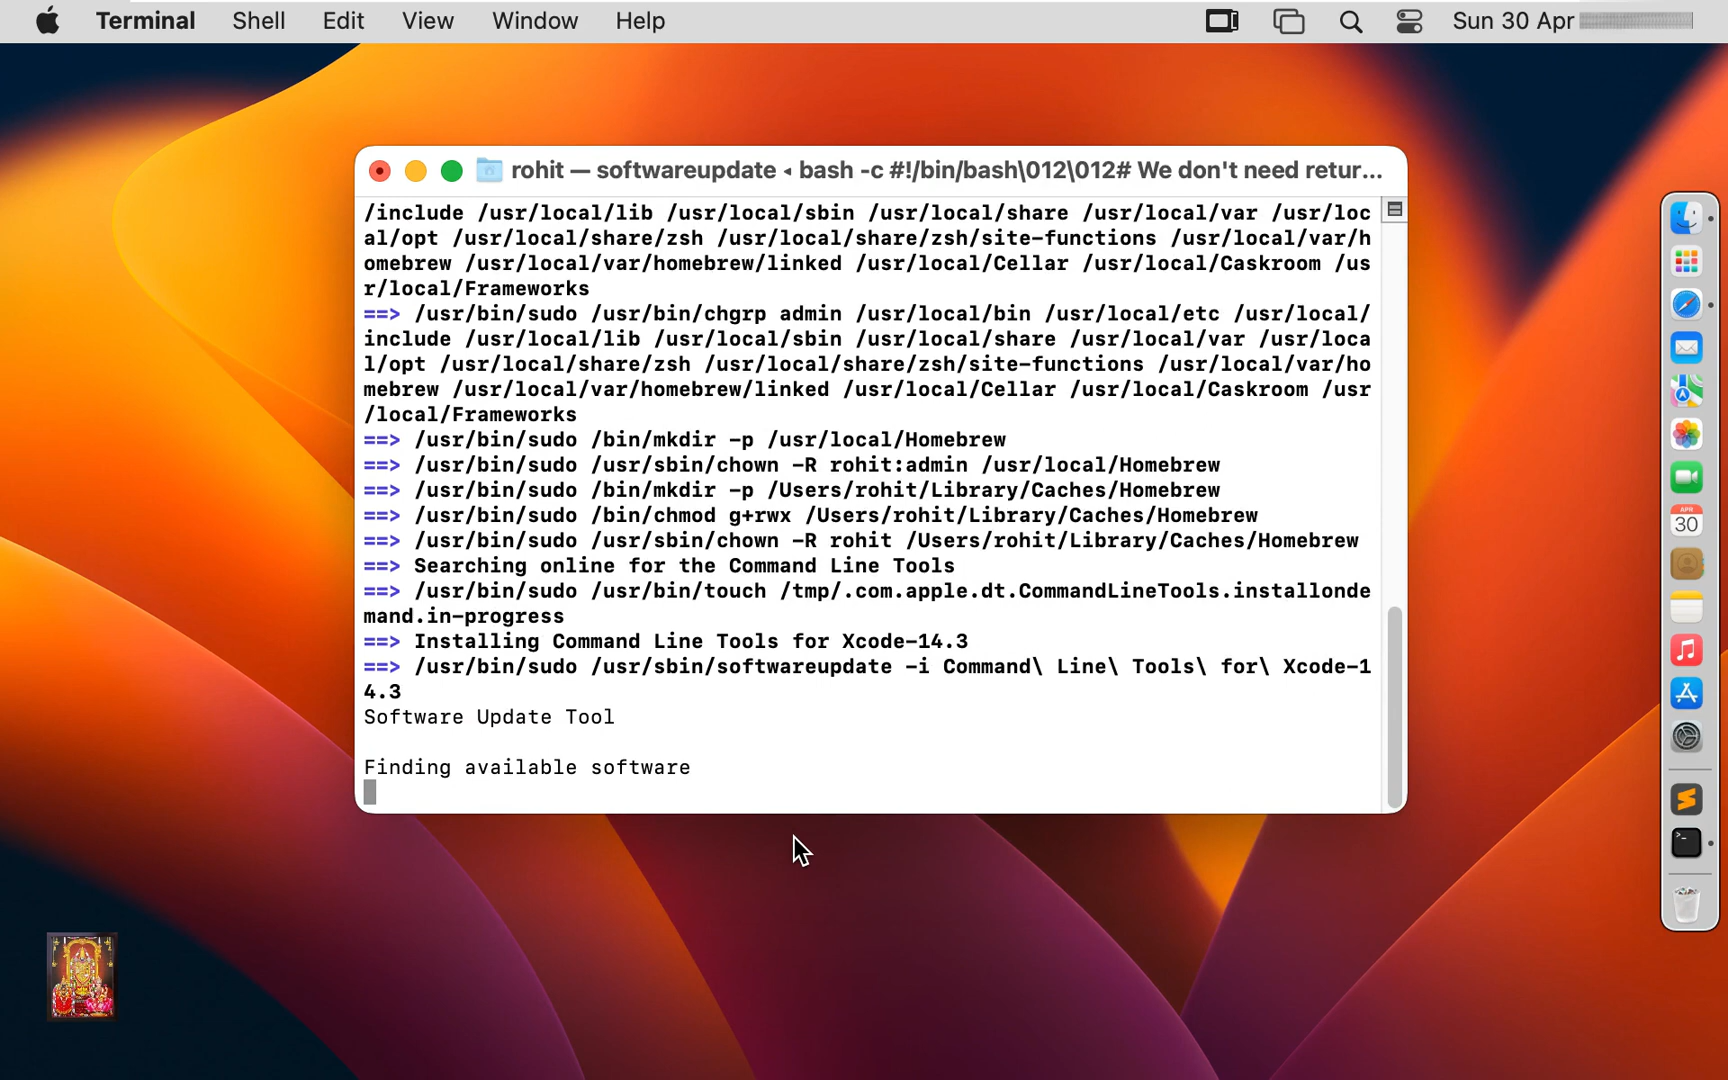 Terminal Shell Edit View Window Help Sun 30 Apr
rohit — softwareupdate ◂ bash -c #!/bin/bash\012\012# We don't need retur...
/include /usr/local/lib /usr/local/sbin /usr/local/share /usr/local/var /usr/loc
al/opt /usr/local/share/zsh /usr/local/share/zsh/site-functions /usr/local/var/h
omebrew /usr/local/var/homebrew/linked /usr/local/Cellar /usr/local/Caskroom /us
r/local/Frameworks
==> /usr/bin/sudo /usr/bin/chgrp admin /usr/local/bin /usr/local/etc /usr/local/
include /usr/local/lib /usr/local/sbin /usr/local/share /usr/local/var /usr/loca
l/opt /usr/local/share/zsh /usr/local/share/zsh/site-functions /usr/local/var/ho
mebrew /usr/local/var/homebrew/linked /usr/local/Cellar /usr/local/Caskroom /usr
/local/Frameworks
==> /usr/bin/sudo /bin/mkdir -p /usr/local/Homebrew
==> /usr/bin/sudo /usr/sbin/chown -R rohit:admin /usr/local/Homebrew
==> /usr/bin/sudo /bin/mkdir -p /Users/rohit/Library/Caches/Homebrew
==> /usr/bin/sudo /bin/chmod g+rwx /Users/rohit/Library/Caches/Homebrew
==> /usr/bin/sudo /usr/sbin/chown -R rohit /Users/rohit/Library/Caches/Homebrew
==> Searching online for the Command Line Tools
==> /usr/bin/sudo /usr/bin/touch /tmp/.com.apple.dt.CommandLineTools.installonde
mand.in-progress
==> Installing Command Line Tools for Xcode-14.3
==> /usr/bin/sudo /usr/sbin/softwareupdate -i Command\ Line\ Tools\ for\ Xcode-1
4.3
Software Update Tool
Finding available software
APR
30